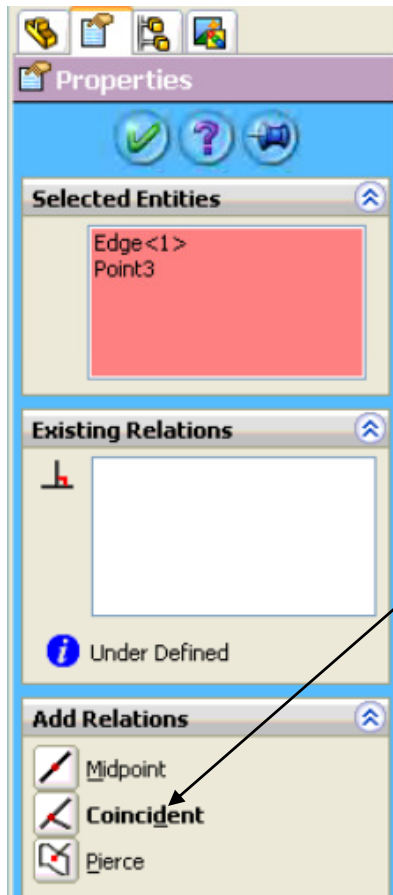 Properties
Selected Entities
Edge<1>
Point3
Existing Relations
Under Defined
Add Relations
Midpoint
Coincident
Pierce